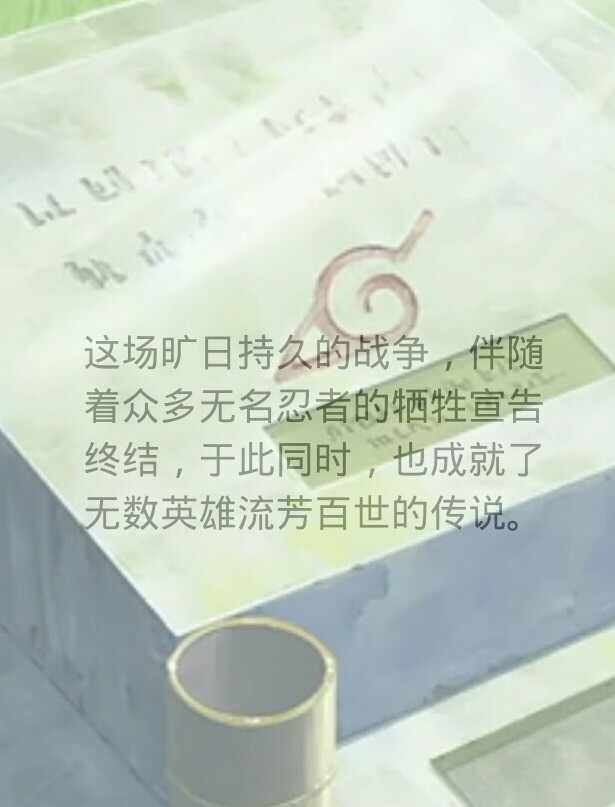 这场旷日持久的战争，伴随
着众多无名忍者的牺牲宣告
终结，于此同时，也成就了
无数英雄流芳百世的传说。